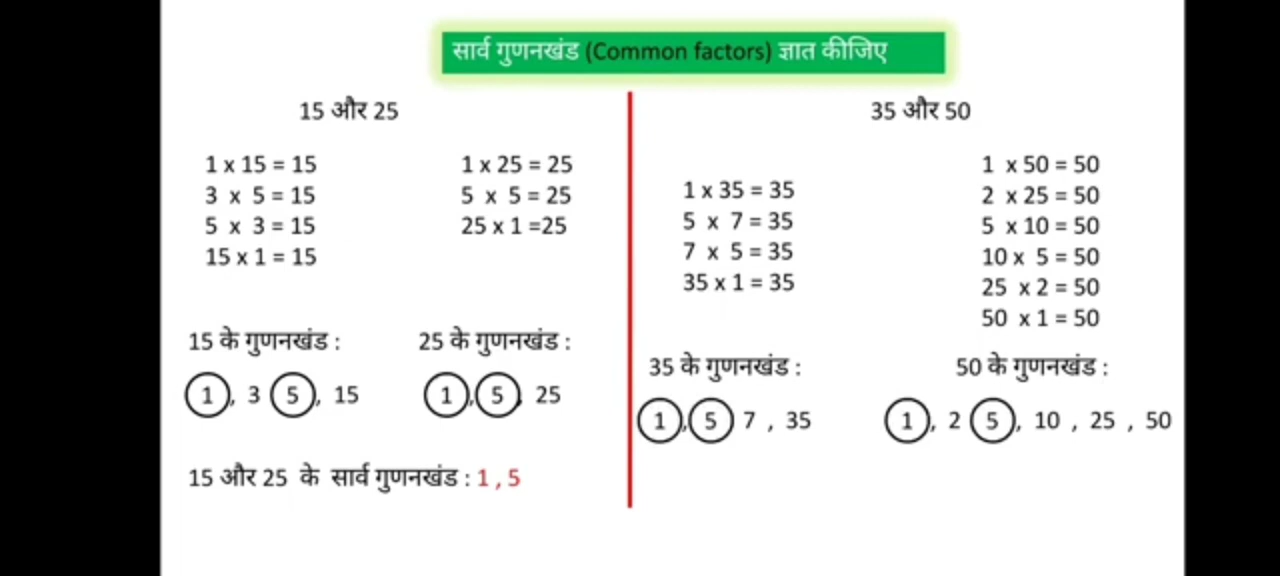 सार्व गुणनखंड (Common factors) ज्ञात कीजिए
15 और 25
1 x 15 = 15
3 x 5 = 15
5 x 3 = 15
15 x 1 = 15
1 x 25 = 25
5 x 5 = 25
25 x 1 =25
15 के गुणनखंड :
1 , 3 5 , 15
25 के गुणनखंड :
1 , 5 , 25
15 और 25 के सार्व गुणनखंड : 1 , 5
35 और 50
1 x 35 = 35
5 x 7 = 35
7 x 5 = 35
35 x 1 = 35
1 x 50 = 50
2 x 25 = 50
5 x 10 = 50
10 x 5 = 50
25 x 2 = 50
50 x 1 = 50
35 के गुणनखंड :
1 , 5 7 , 35
50 के गुणनखंड :
1 , 2 5 , 10 , 25 , 50